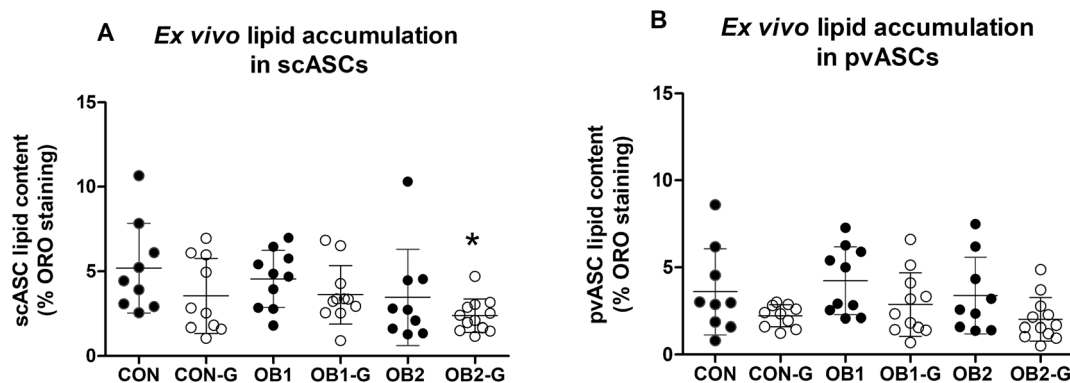 A
Ex vivo lipid accumulation
in scASCs
scASC lipid content
(% ORO staining)
15
10
5
0
*
CON CON-G OB1 OB1-G OB2 OB2-G
B
Ex vivo lipid accumulation
in pvASCs
pvASC lipid content
(% ORO staining)
15
10
5
0
CON CON-G OB1 OB1-G OB2 OB2-G